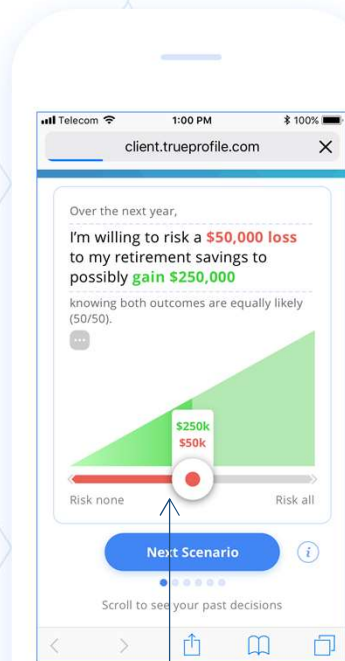 Telecom 1:00 PM 100%
client.trueprofile.com
Over the next year,
I'm willing to risk a $50,000 loss
to my retirement savings to
possibly gain $250,000
knowing both outcomes are equally likely
(50/50).
$250k
$50k
Risk none Risk all
Next Scenario
Scroll to see your past decisions